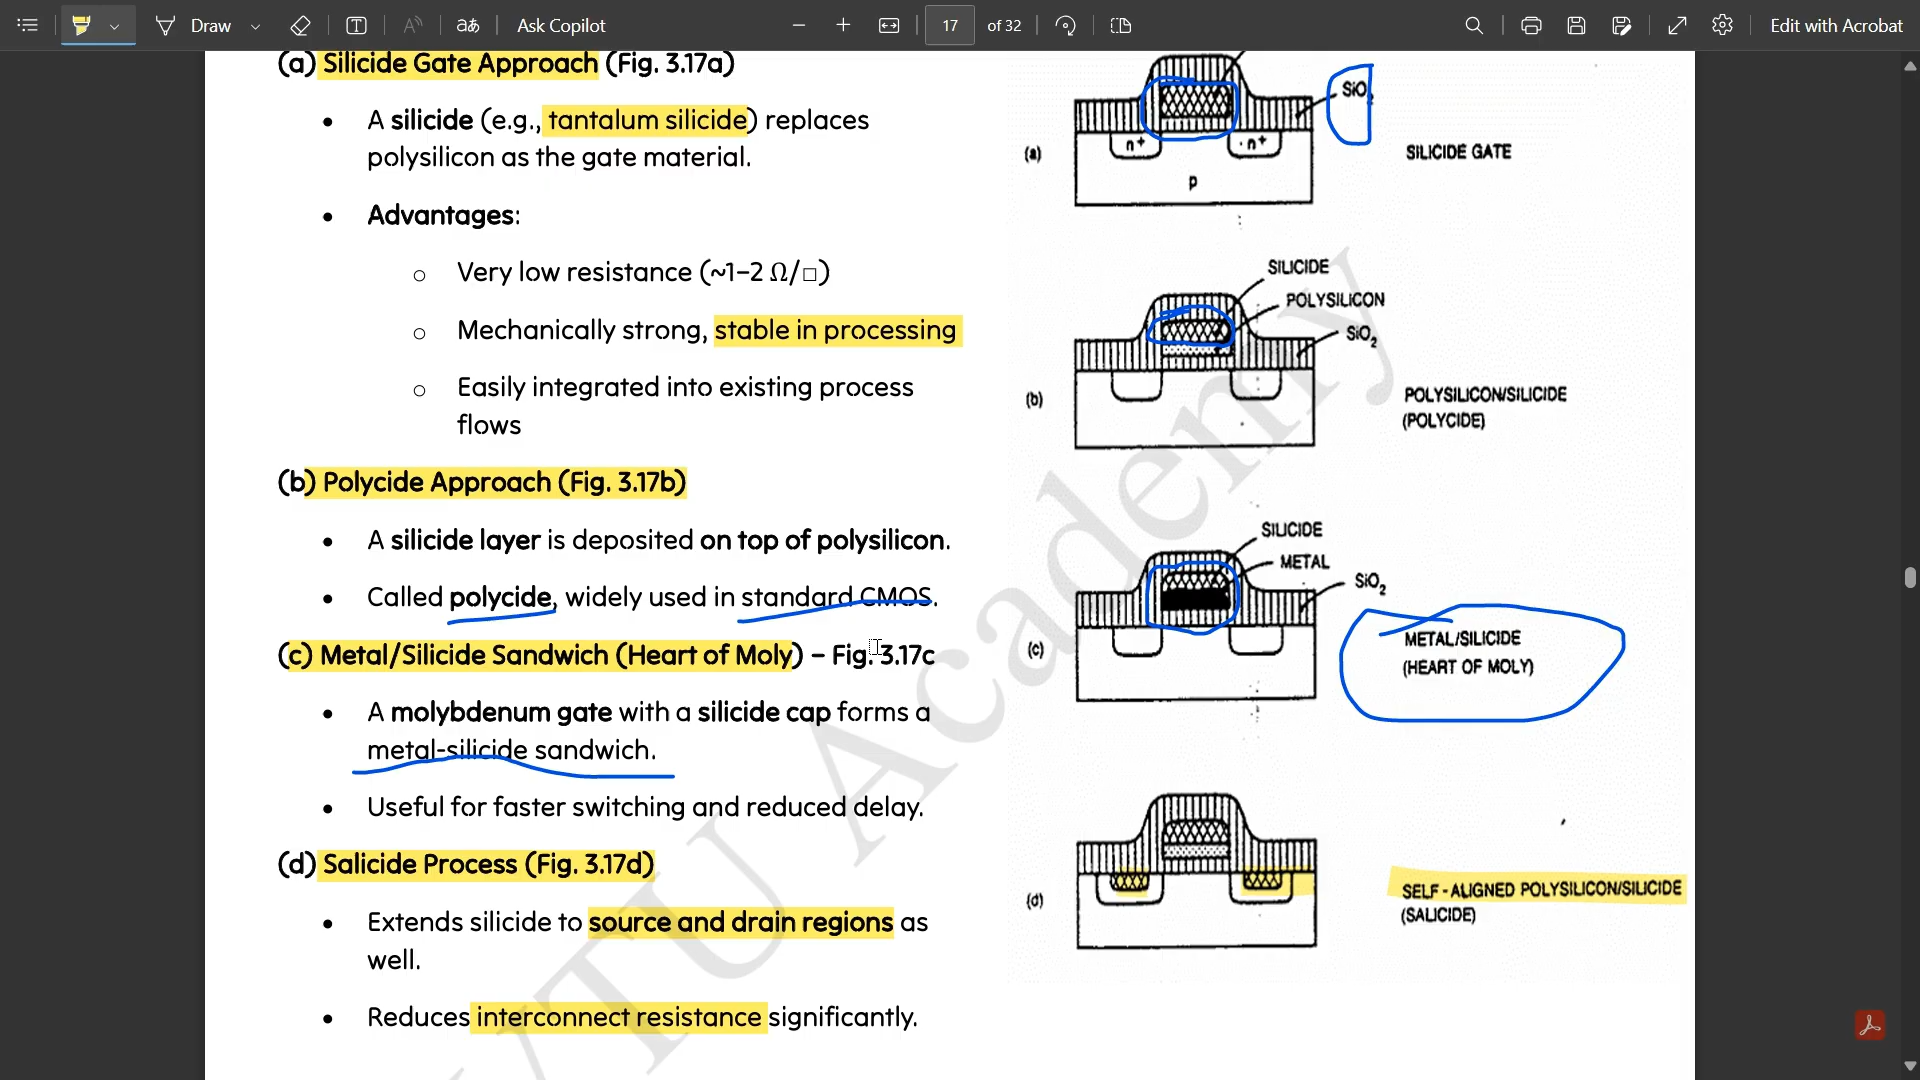 Draw
Ask Copilot
17 of 32
Edit with Acrobat
(a) Silicide Gate Approach (Fig. 3.17a)
• A silicide (e.g., tantalum silicide) replaces
polysilicon as the gate material.
• Advantages:
○ Very low resistance (~1–2 Ω/□)
○ Mechanically strong, stable in processing
○ Easily integrated into existing process
flows
(b) Polycide Approach (Fig. 3.17b)
• A silicide layer is deposited on top of polysilicon.
• Called polycide, widely used in standard CMOS.
(c) Metal/Silicide Sandwich (Heart of Moly) – Fig. 3.17c
• A molybdenum gate with a silicide cap forms a
metal-silicide sandwich.
• Useful for faster switching and reduced delay.
(d) Salicide Process (Fig. 3.17d)
• Extends silicide to source and drain regions as
well.
• Reduces interconnect resistance significantly.
SiO2
(a)
n+
n+
p
SILICIDE GATE
SILICIDE
POLYSILICON
SiO2
(b)
POLYSILICON/SILICIDE
(POLYCIDE)
SILICIDE
METAL
SiO2
(c)
METAL/SILICIDE
(HEART OF MOLY)
(d)
SELF-ALIGNED POLYSILICON/SILICIDE
(SALICIDE)
VTU Academy